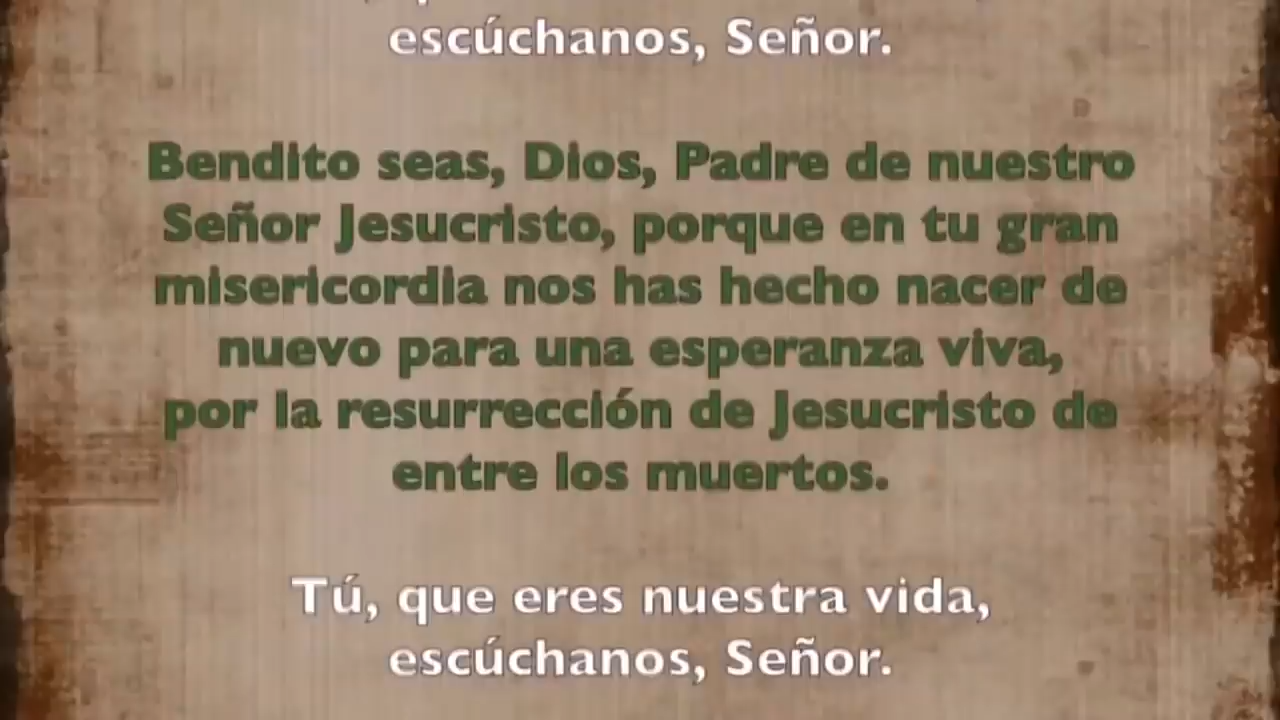 escúchanos, Señor.
Bendito seas, Dios, Padre de nuestro
Señor Jesucristo, porque en tu gran
misericordia nos has hecho nacer de
nuevo para una esperanza viva,
por la resurrección de Jesucristo de
entre los muertos.
Tú, que eres nuestra vida,
escúchanos, Señor.